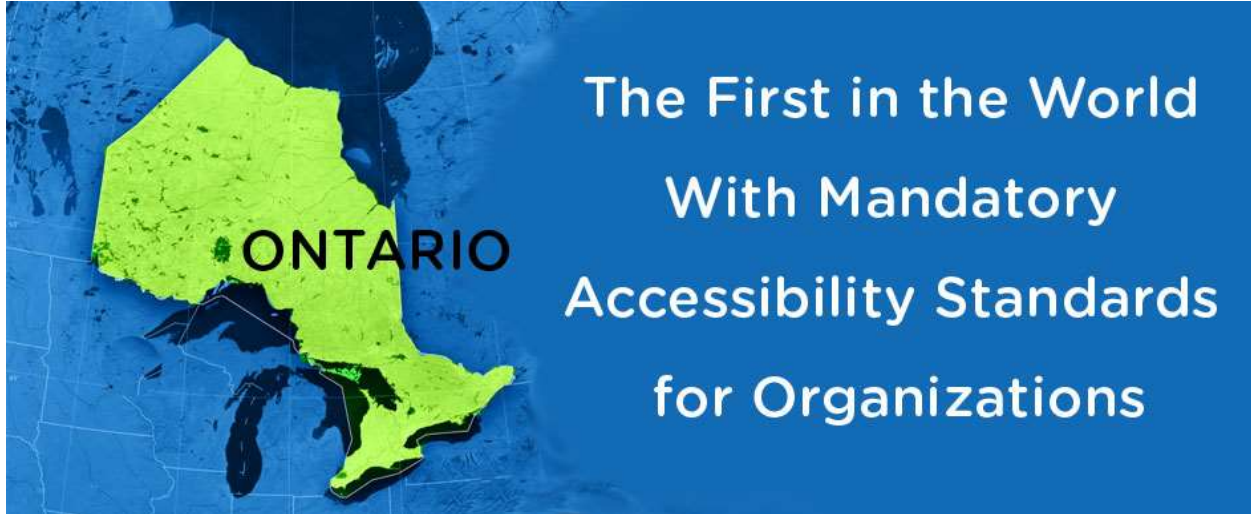 ONTARIO
The First in the World
With Mandatory
Accessibility Standards
for Organizations